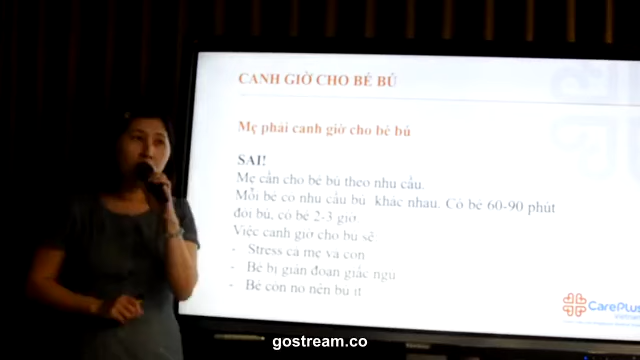 CANH GIỜ CHO BÉ BÚ
Mẹ phải canh giờ cho bé bú
SAI!
Mẹ cần cho bé bú theo nhu cầu.
Mỗi bé có nhu cầu bú khác nhau. Có bé 60-90 phút
đòi bú, có bé 2-3 giờ
Việc canh giờ cho bú sẽ
- Stress cả mẹ và con
- Bé bị gián đoạn giấc ngủ
- Bé còn no nên bú ít
CarePlus
gostream.co